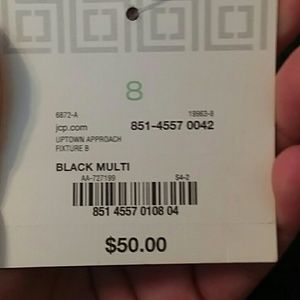 8
6872-A 19963-8
jcp.com 851-4557 0042
UPTOWN APPROACH
FIXTURE B
BLACK MULTI
AA-727199 S4-2
851 4557 0108 04
$50.00